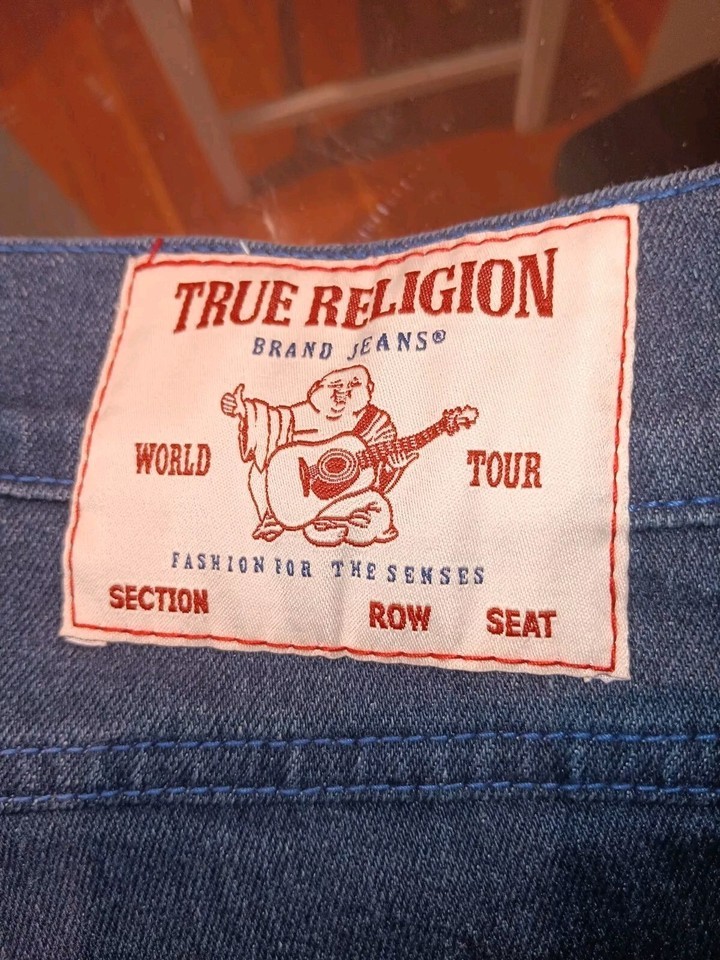 TRUE RELIGION
BRAND JEANS®
WORLD TOUR
FASHION FOR THE SENSES
SECTION ROW SEAT